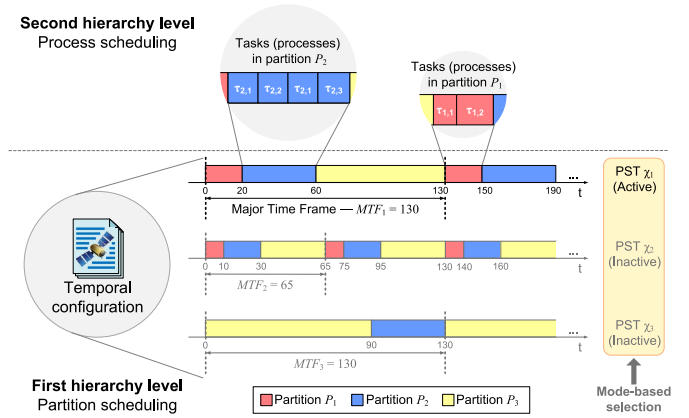 Second hierarchy level
Process scheduling
Tasks (processes)
in partition P2
τ2,1 τ2,2 τ2,1 τ2,3
Tasks (processes)
in partition P1
τ1,1 τ1,2
0 20 60 130 150 190 t
...
Major Time Frame — MTF1 = 130
PST χ1
(Active)
Temporal
configuration
0 10 30 65 75 95 130 140 160 t
...
MTF2 = 65
PST χ2
(Inactive)
0 90 130 t
...
MTF3 = 130
PST χ3
(Inactive)
First hierarchy level
Partition scheduling
Partition P1 Partition P2 Partition P3
Mode-based
selection